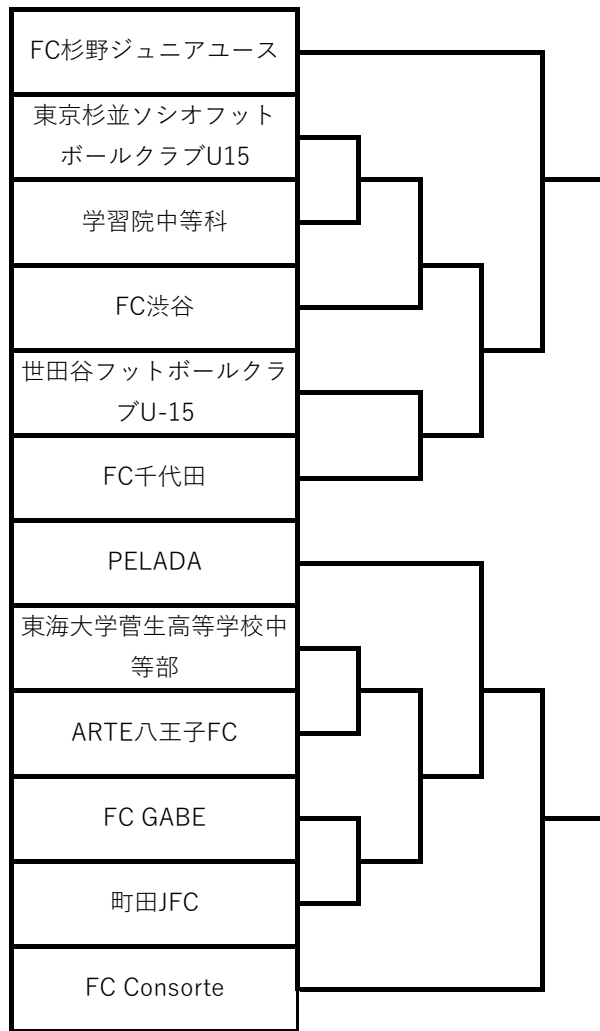 FC杉野ジュニアユース
東京杉並ソシオフット
ボールクラブU15
学習院中等科
FC渋谷
世田谷フットボールクラ
ブU-15
FC千代田
PELADA
東海大学菅生高等学校中
等部
ARTE八王子FC
FC GABE
町田JFC
FC Consorte